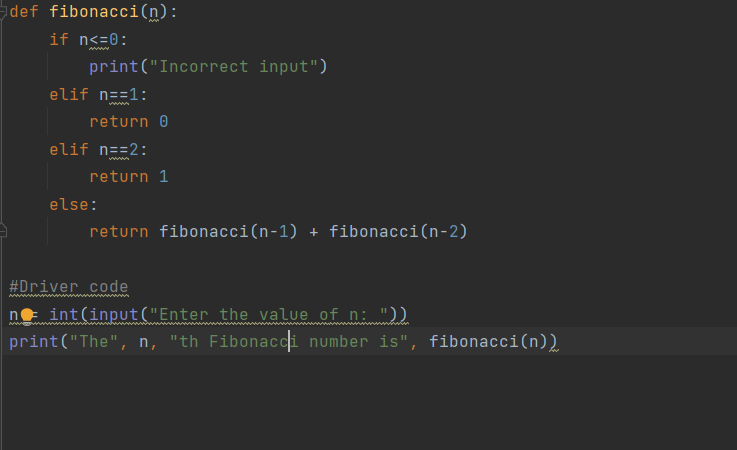 def fibonacci(n):
    if n<=0:
        print("Incorrect input")
    elif n==1:
        return 0
    elif n==2:
        return 1
    else:
        return fibonacci(n-1) + fibonacci(n-2)

#Driver code
n = int(input("Enter the value of n: "))
print("The", n, "th Fibonacci number is", fibonacci(n))